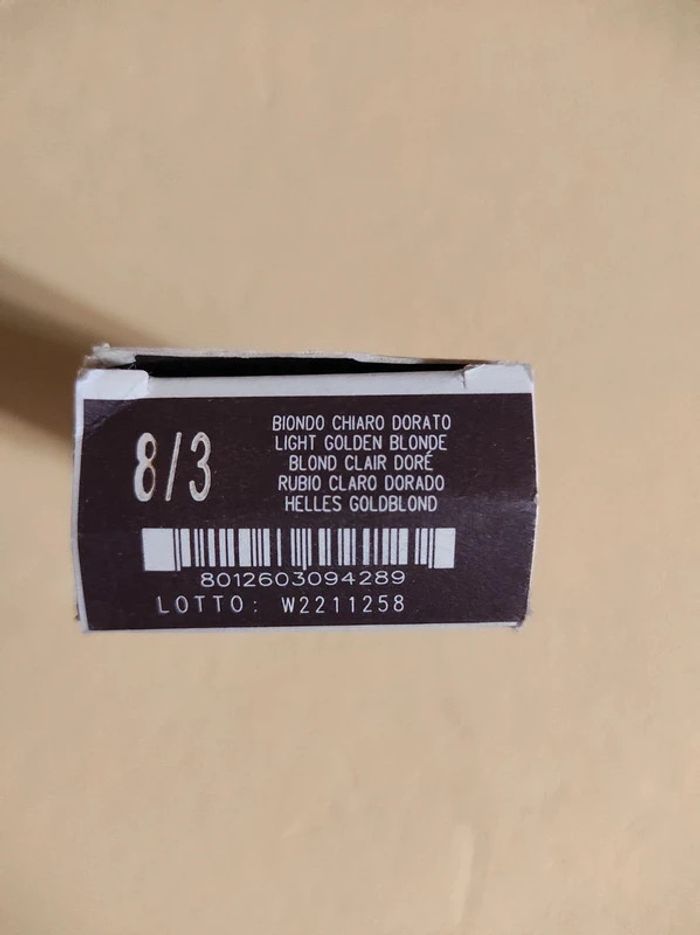 8/3
BIONDO CHIARO DORATO
LIGHT GOLDEN BLONDE
BLOND CLAIR DORÉ
RUBIO CLARO DORADO
HELLES GOLDBLOND
8012603094289
LOTTO: W2211258